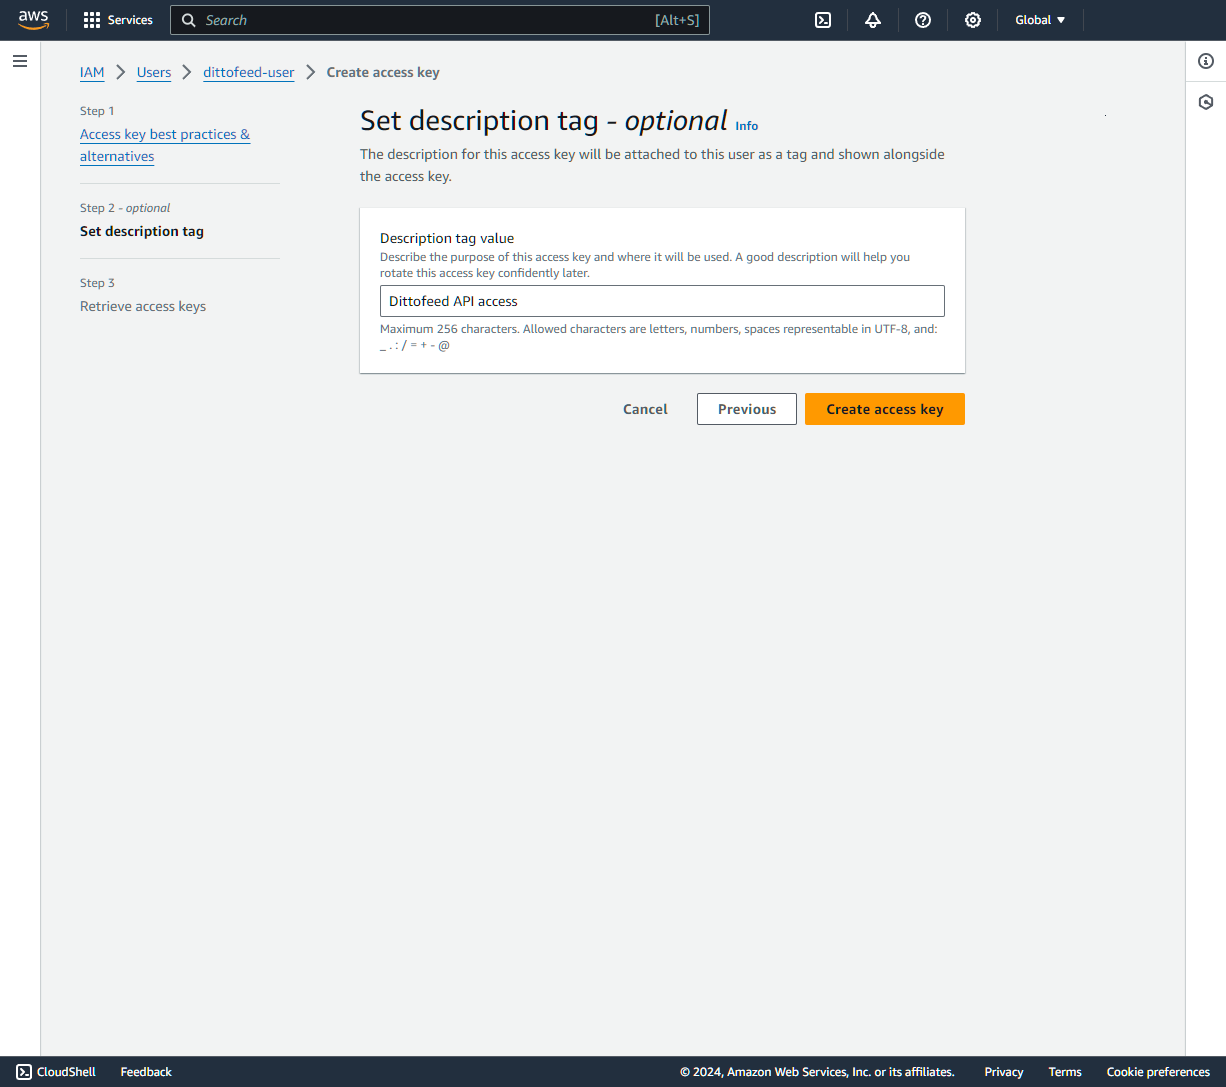 aws
Services
Search
[Alt+S]
Global
IAM
Users
dittofeed-user
Create access key
Step 1
Access key best practices &
alternatives
Step 2 - optional
Set description tag
Step 3
Retrieve access keys
Set description tag - optional Info
The description for this access key will be attached to this user as a tag and shown alongside
the access key.
Description tag value
Describe the purpose of this access key and where it will be used. A good description will help you
rotate this access key confidently later.
Dittofeed API access
Maximum 256 characters. Allowed characters are letters, numbers, spaces representable in UTF-8, and:
_ . : / = + - @
Cancel
Previous
Create access key
CloudShell
Feedback
© 2024, Amazon Web Services, Inc. or its affiliates.
Privacy
Terms
Cookie preferences